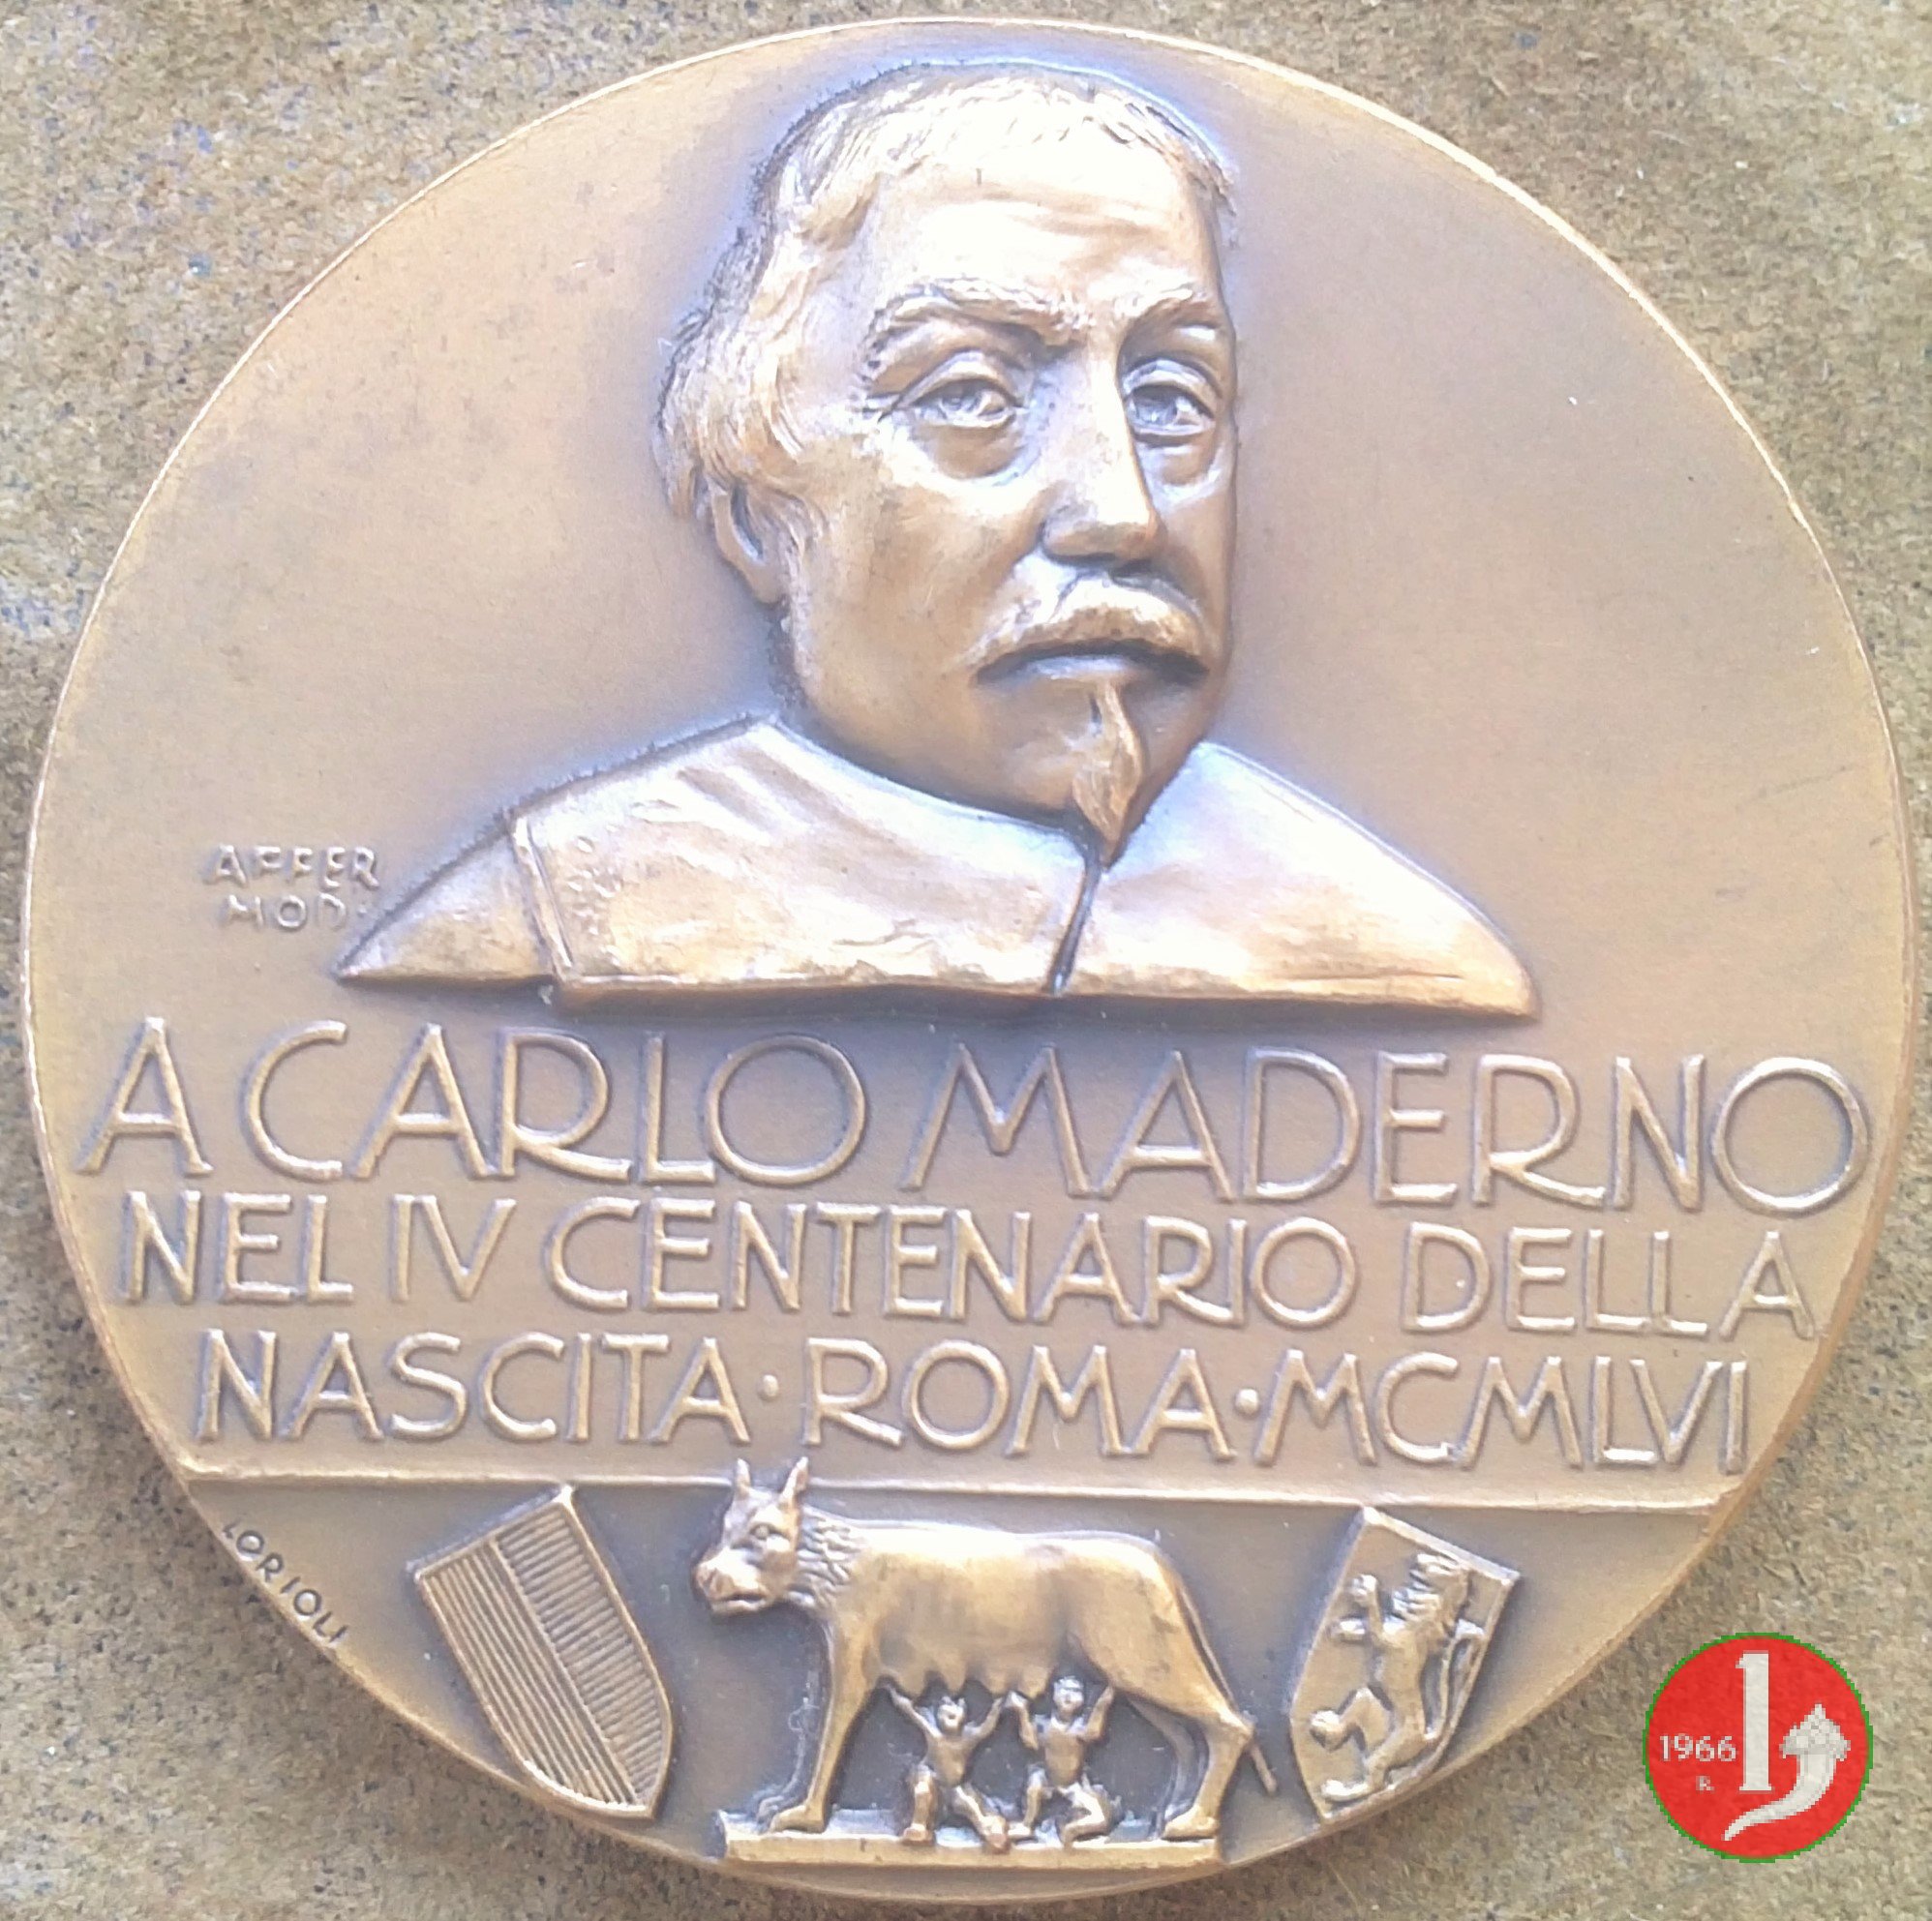 AFFER
MOD.
A CARLO MADERNO
NEL IV CENTENARIO DELLA
NASCITA · ROMA · MCMLVI
LORIOLI
1966
R